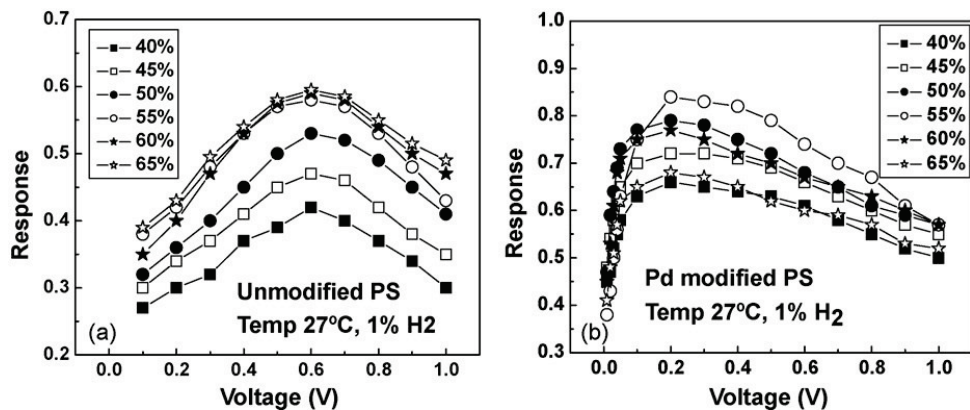 0.7
0.6
0.5
0.4
0.3
0.2
Response
40%
45%
50%
55%
60%
65%
Unmodified PS
Temp 27ºC, 1% H2
(a)
0.0 0.2 0.4 0.6 0.8 1.0
Voltage (V)
1.0
0.9
0.8
0.7
0.6
0.5
0.4
0.3
Response
40%
45%
50%
55%
60%
65%
Pd modified PS
Temp 27ºC, 1% H2
(b)
0.0 0.2 0.4 0.6 0.8 1.0
Voltage (V)